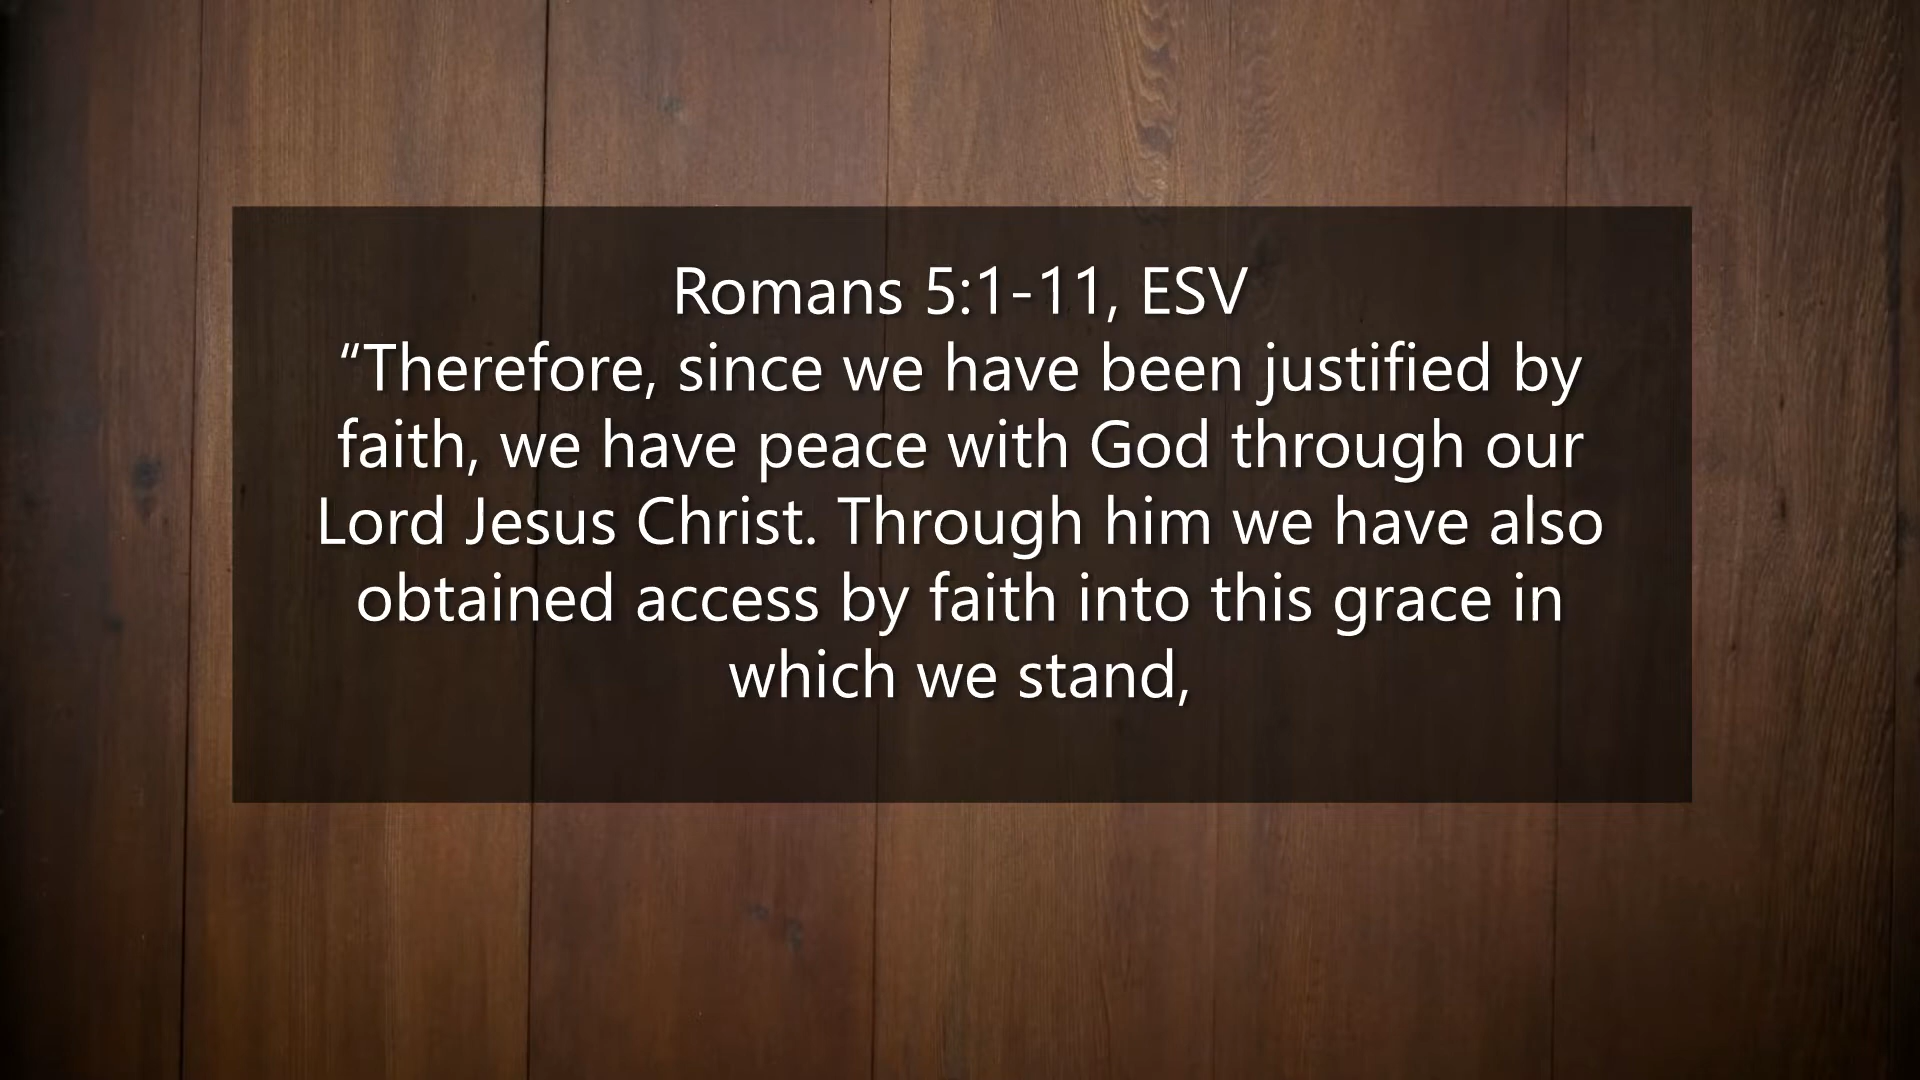 Romans 5:1-11, ESV
“Therefore, since we have been justified by
faith, we have peace with God through our
Lord Jesus Christ. Through him we have also
obtained access by faith into this grace in
which we stand,